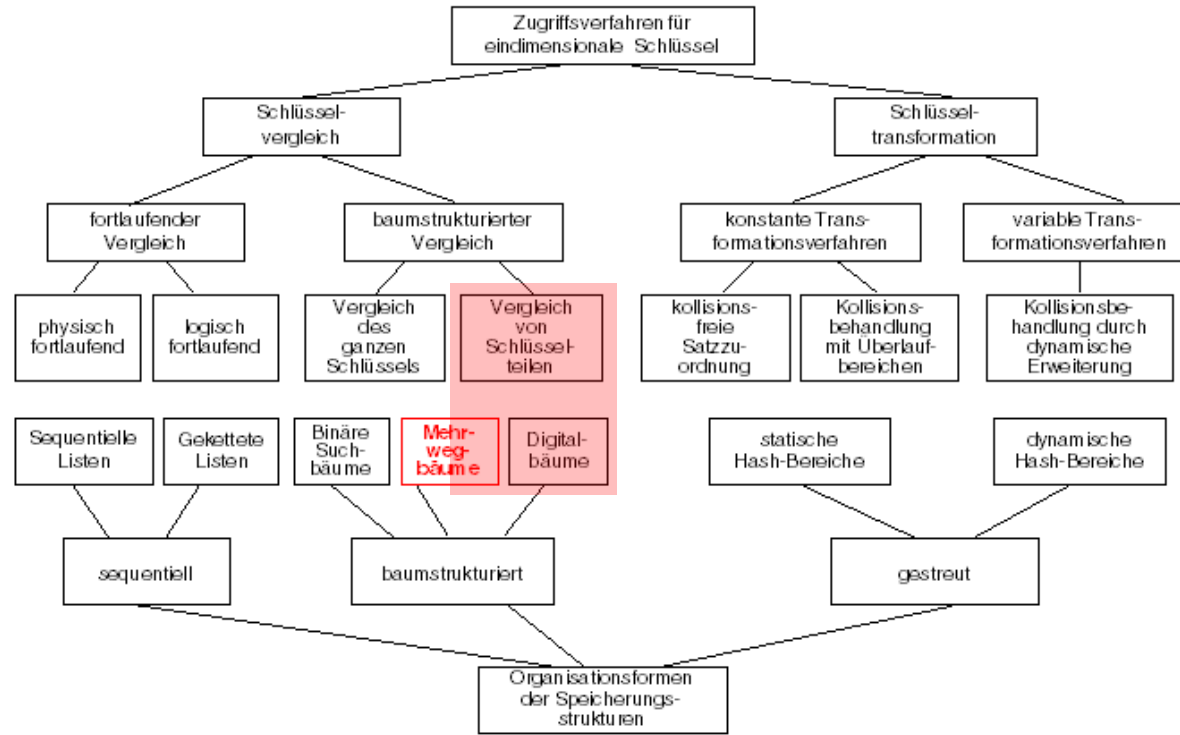 Zugriffsverfahren für
eindimensionale Schlüssel
Schlüssel-
vergleich
Schlüssel-
transformation
fortlaufender
Vergleich
baumstrukturierter
Vergleich
konstante Trans-
formationsverfahren
variable Trans-
formationsverfahren
physisch
fortlaufend
logisch
fortlaufend
Vergleich
des
ganzen
Schlüssels
Vergleich
von
Schlüssel-
teilen
kollisions-
freie
Satzzu-
ordnung
Kollisions-
behandlung
mit Überlauf-
bereichen
Kollisionsbe-
handlung durch
dynamische
Erweiterung
Sequentielle
Listen
Gekettete
Listen
Binäre
Such-
bäume
Mehr-
weg-
bäume
Digital-
bäume
statische
Hash-Bereiche
dynamische
Hash-Bereiche
sequentiell
baumstrukturiert
gestreut
Organisationsformen
der Speicherungs-
strukturen